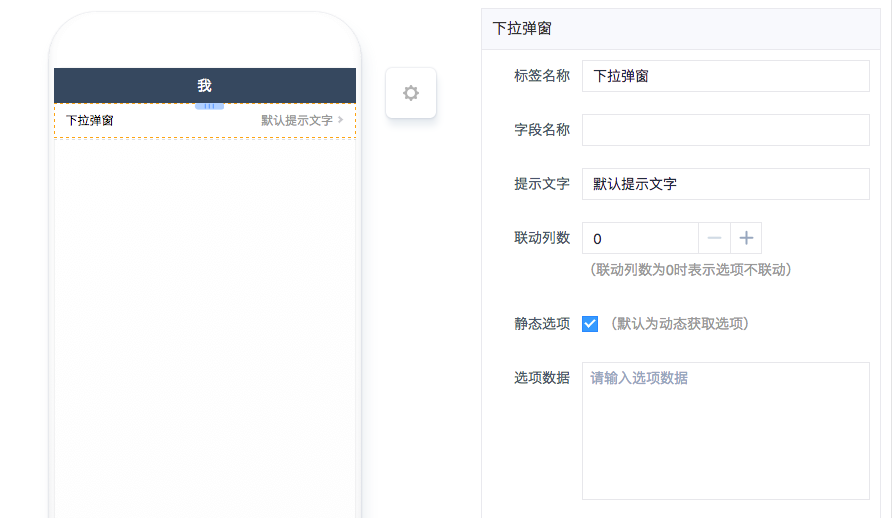 我
下拉弹窗 默认提示文字
下拉弹窗
标签名称 下拉弹窗
字段名称
提示文字 默认提示文字
联动列数 0
（联动列数为0时表示选项不联动）
静态选项 （默认为动态获取选项）
选项数据 请输入选项数据